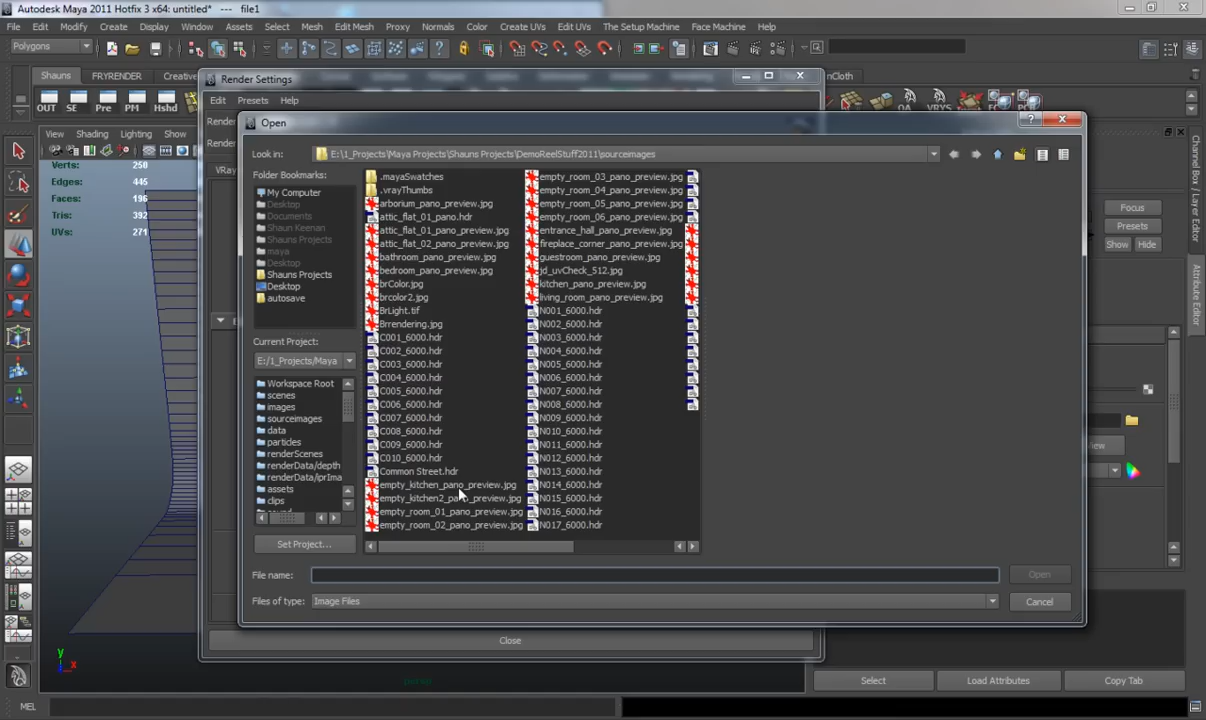 Autodesk Maya 2011 Hotfix 3 x64: untitled* --- file1
File Edit Modify Create Display Window Assets Select Mesh Edit Mesh Proxy Normals Color Create UVs Edit UVs The Setup Machine Face Machine Help
Polygons
Shauns FRYRENDER Creative nCloth
OUT SE Pre PM Hshd OA VRYS
View Shading Lighting Show
Verts: 250
Edges: 445
Faces: 196
Tris: 392
UVs: 271
Render Settings
Edit Presets Help
Open
Look in: E:\1_Projects\Maya Projects\Shauns Projects\DemoReelStuff2011\sourceimages
Folder Bookmarks:
My Computer
Desktop
Documents
Shaun Keenan
Shauns Projects
maya
Desktop
Shauns Projects
Desktop
autosave
Current Project:
E:/1_Projects/Maya
Workspace Root
scenes
images
sourceimages
data
particles
renderScenes
renderData/depth
renderData/iprIma
assets
clips
Set Project...
.mayaSwatches
.vrayThumbs
arborium_pano_preview.jpg
attic_flat_01_pano.hdr
attic_flat_01_pano_preview.jpg
attic_flat_02_pano_preview.jpg
bathroom_pano_preview.jpg
bedroom_pano_preview.jpg
brColor.jpg
brcolor2.jpg
BrLight.tif
Brrendering.jpg
C001_6000.hdr
C002_6000.hdr
C003_6000.hdr
C004_6000.hdr
C005_6000.hdr
C006_6000.hdr
C007_6000.hdr
C008_6000.hdr
C009_6000.hdr
C010_6000.hdr
Common Street.hdr
empty_kitchen_pano_preview.jpg
empty_kitchen2_pano_preview.jpg
empty_room_01_pano_preview.jpg
empty_room_02_pano_preview.jpg
empty_room_03_pano_preview.jpg
empty_room_04_pano_preview.jpg
empty_room_05_pano_preview.jpg
empty_room_06_pano_preview.jpg
entrance_hall_pano_preview.jpg
fireplace_corner_pano_preview.jpg
guestroom_pano_preview.jpg
jd_uvCheck_512.jpg
kitchen_pano_preview.jpg
living_room_pano_preview.jpg
N001_6000.hdr
N002_6000.hdr
N003_6000.hdr
N004_6000.hdr
N005_6000.hdr
N006_6000.hdr
N007_6000.hdr
N008_6000.hdr
N009_6000.hdr
N010_6000.hdr
N011_6000.hdr
N012_6000.hdr
N013_6000.hdr
N014_6000.hdr
N015_6000.hdr
N016_6000.hdr
N017_6000.hdr
File name: Open
Files of type: Image Files Cancel
Close
Focus
Presets
Show Hide
Channel Box / Layer Editor
Attribute Editor
Select Load Attributes Copy Tab
persp
y
x
MEL